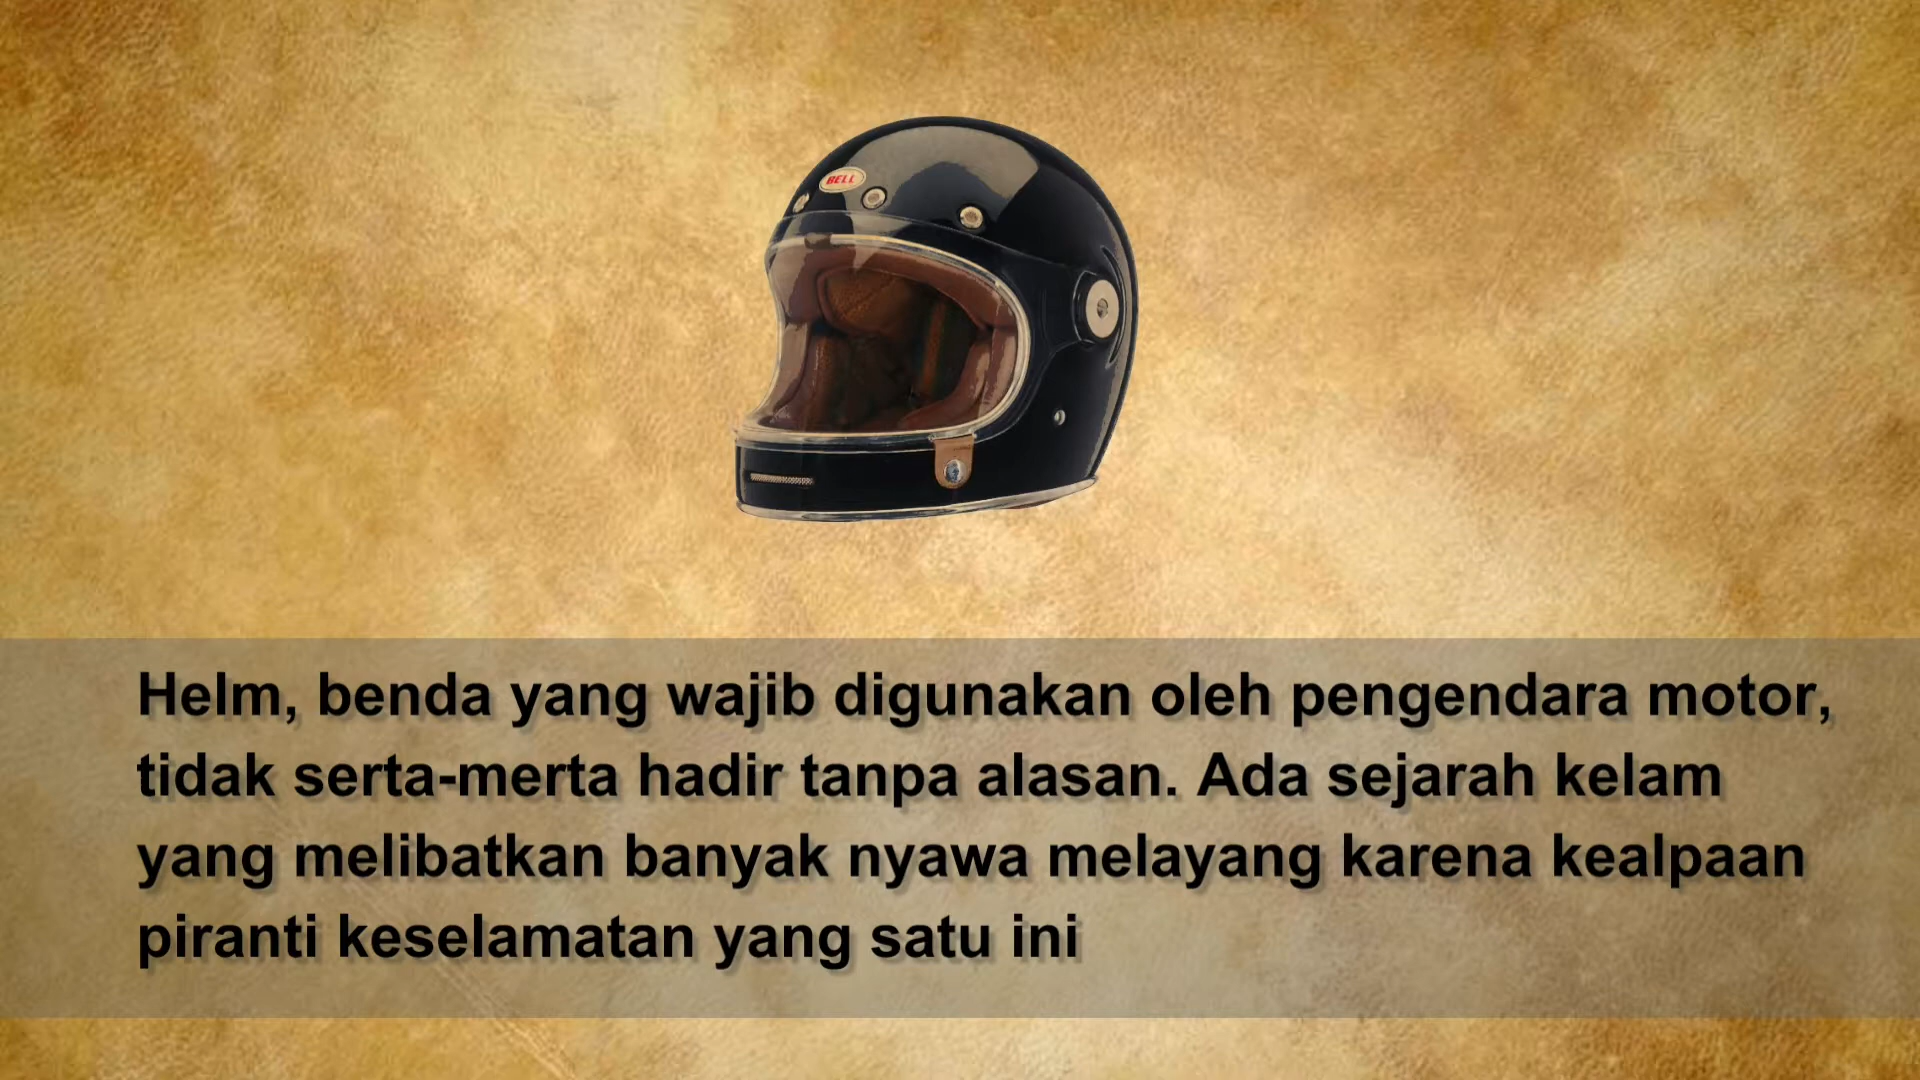 BELL
Helm, benda yang wajib digunakan oleh pengendara motor,
tidak serta-merta hadir tanpa alasan. Ada sejarah kelam
yang melibatkan banyak nyawa melayang karena kealpaan
piranti keselamatan yang satu ini